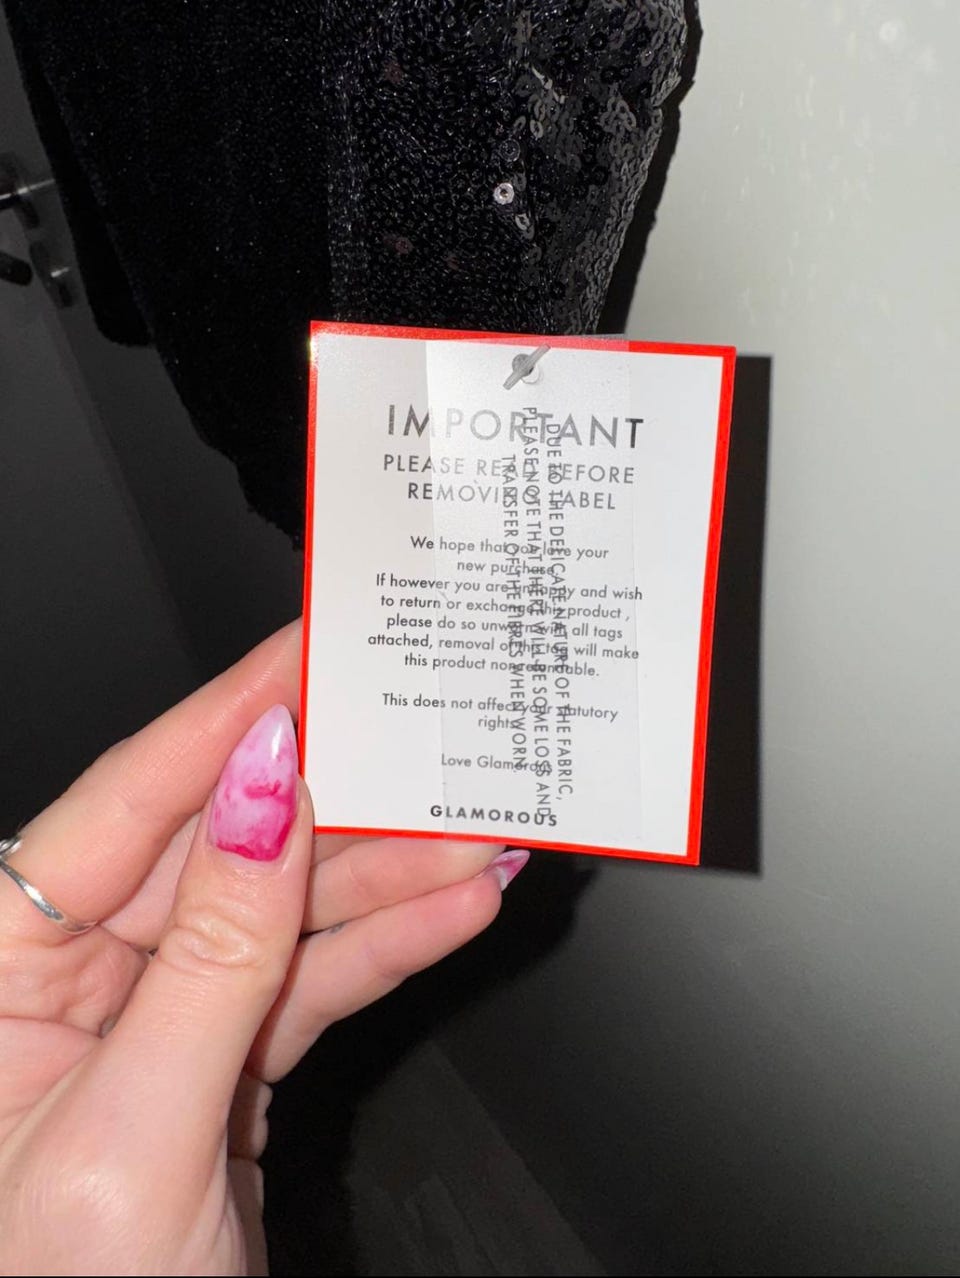 IMPORTANT
PLEASE READ BEFORE
REMOVING LABEL
We hope that you love your
new purchase.
If however you are unhappy and wish
to return or exchange this product ,
please do so unworn with all tags
attached, removal of this tag will make
this product non refundable.
This does not affect your statutory
rights.
Love Glamorous
GLAMOROUS
DUE TO THE DELICATE NATURE OF THE FABRIC,
PLEASE NOTE THAT THERE WILL BE SOME LOSS AND
TRANSFER OF THE FIBRES WHEN WORN.